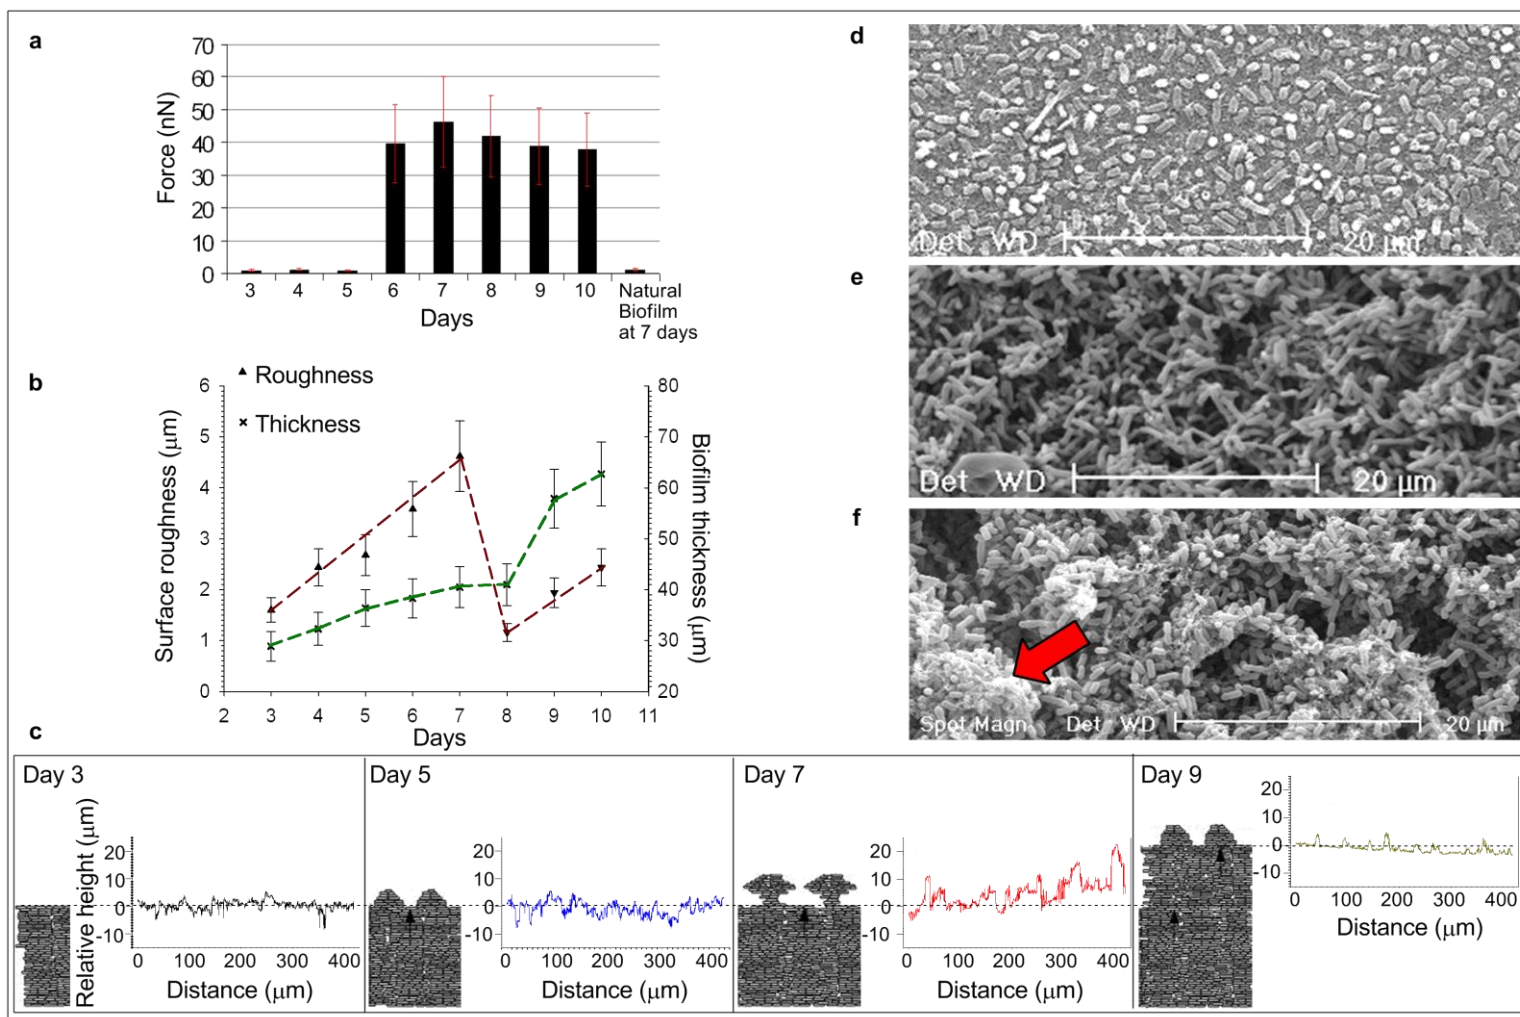 a
70
60
50
40
30
20
10
0
Force (nN)
3 4 5 6 7 8 9 10 Natural
Biofilm
at 7 days
Days
b
Roughness
Thickness
6
5
4
3
2
1
0
Surface roughness (μm)
80
70
60
50
40
30
20
Biofilm thickness (μm)
2 3 4 5 6 7 8 9 10 11
Days
c
Day 3
Relative height (μm)
20
10
0
-10
0 100 200 300 400
Distance (μm)
Day 5
20
10
0
-10
0 100 200 300 400
Distance (μm)
Day 7
20
10
0
-10
0 100 200 300 400
Distance (μm)
Day 9
20
10
0
-10
0 100 200 300 400
Distance (μm)
d
Det WD 20 μm
e
Det WD 20 μm
f
Spot Magn Det WD 20 μm